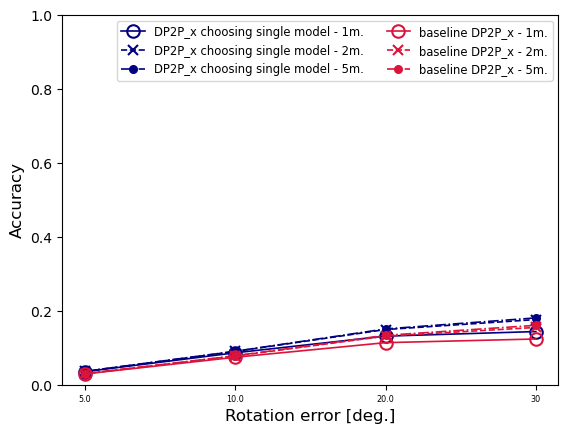 DP2P_x choosing single model - 1m.
DP2P_x choosing single model - 2m.
DP2P_x choosing single model - 5m.
baseline DP2P_x - 1m.
baseline DP2P_x - 2m.
baseline DP2P_x - 5m.
1.0
0.8
0.6
0.4
0.2
0.0
Accuracy
5.0
10.0
20.0
30
Rotation error [deg.]